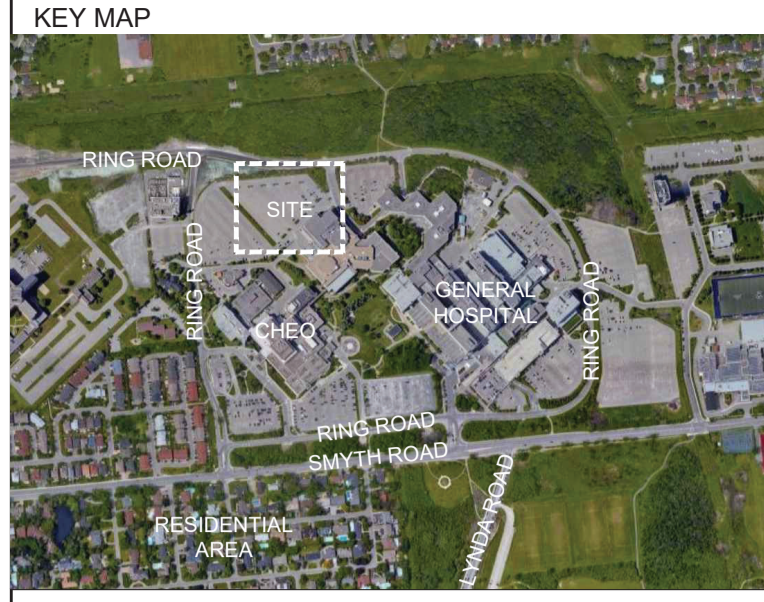 KEY MAP
RING ROAD
SITE
RING ROAD
GENERAL
HOSPITAL
RING ROAD
CHEO
RING ROAD
SMYTH ROAD
RESIDENTIAL
AREA
LYNDA ROAD